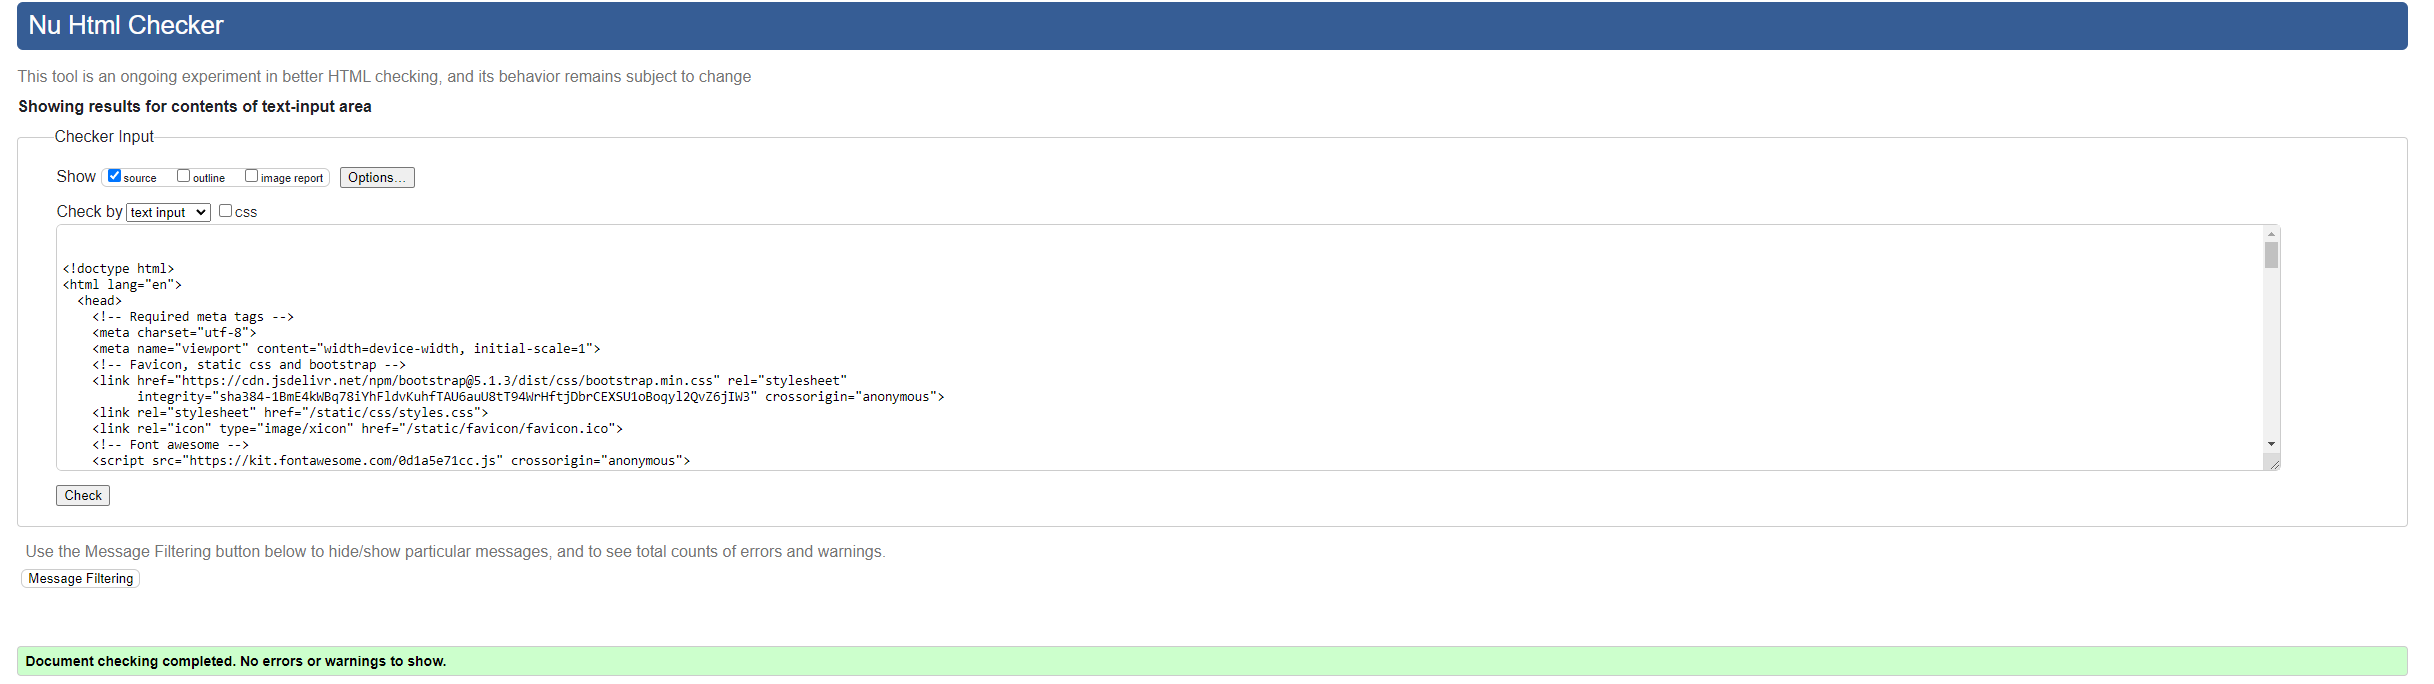 Nu Html Checker
This tool is an ongoing experiment in better HTML checking, and its behavior remains subject to change
Showing results for contents of text-input area
Checker Input
Show source outline image report Options...
Check by text input css
<!doctype html>
<html lang="en">
  <head>
    <!-- Required meta tags -->
    <meta charset="utf-8">
    <meta name="viewport" content="width=device-width, initial-scale=1">
    <!-- Favicon, static css and bootstrap -->
    <link href="https://cdn.jsdelivr.net/npm/bootstrap@5.1.3/dist/css/bootstrap.min.css" rel="stylesheet"
          integrity="sha384-1BmE4kWBq78iYhFldvKuhfTAU6auU8tT94WrHftjDbrCEXSU1oBoqyl2QvZ6jIW3" crossorigin="anonymous">
    <link rel="stylesheet" href="/static/css/styles.css">
    <link rel="icon" type="image/xicon" href="/static/favicon/favicon.ico">
    <!-- Font awesome -->
    <script src="https://kit.fontawesome.com/0d1a5e71cc.js" crossorigin="anonymous">
Check
Use the Message Filtering button below to hide/show particular messages, and to see total counts of errors and warnings.
Message Filtering
Document checking completed. No errors or warnings to show.